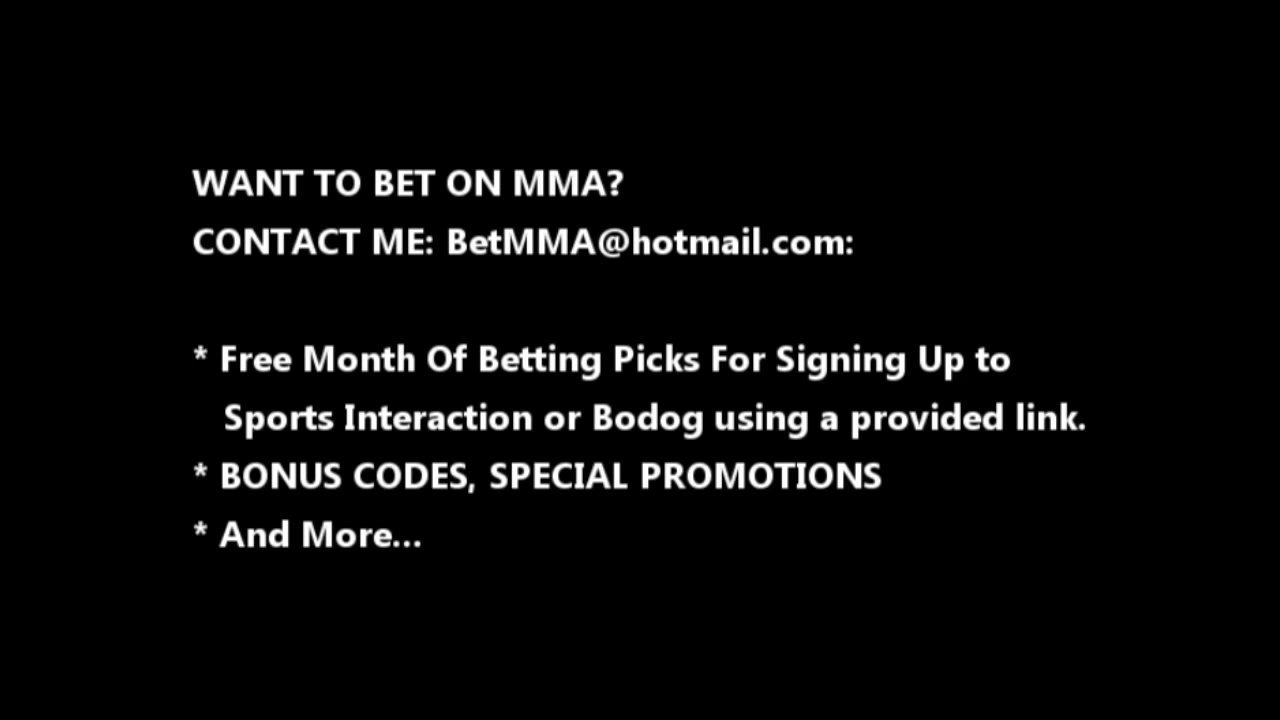 WANT TO BET ON MMA?
CONTACT ME: BetMMA@hotmail.com:
* Free Month Of Betting Picks For Signing Up to
Sports Interaction or Bodog using a provided link.
* BONUS CODES, SPECIAL PROMOTIONS
* And More...